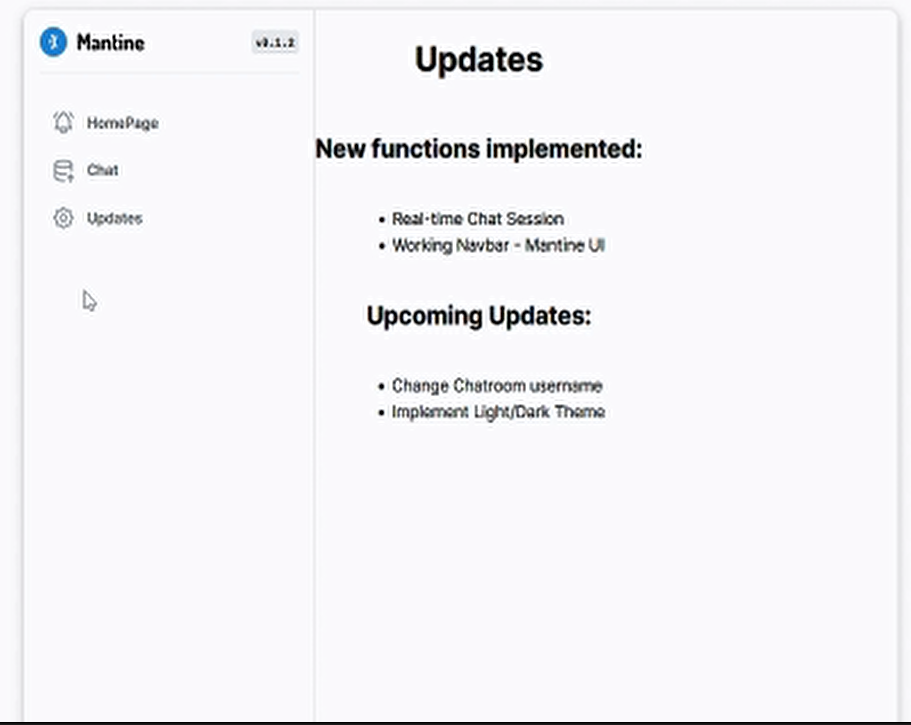 Mantine
v0.1.2
HomePage
Chat
Updates
Updates
New functions implemented:
• Real-time Chat Session
• Working Navbar - Mantine UI
Upcoming Updates:
• Change Chatroom username
• Implement Light/Dark Theme